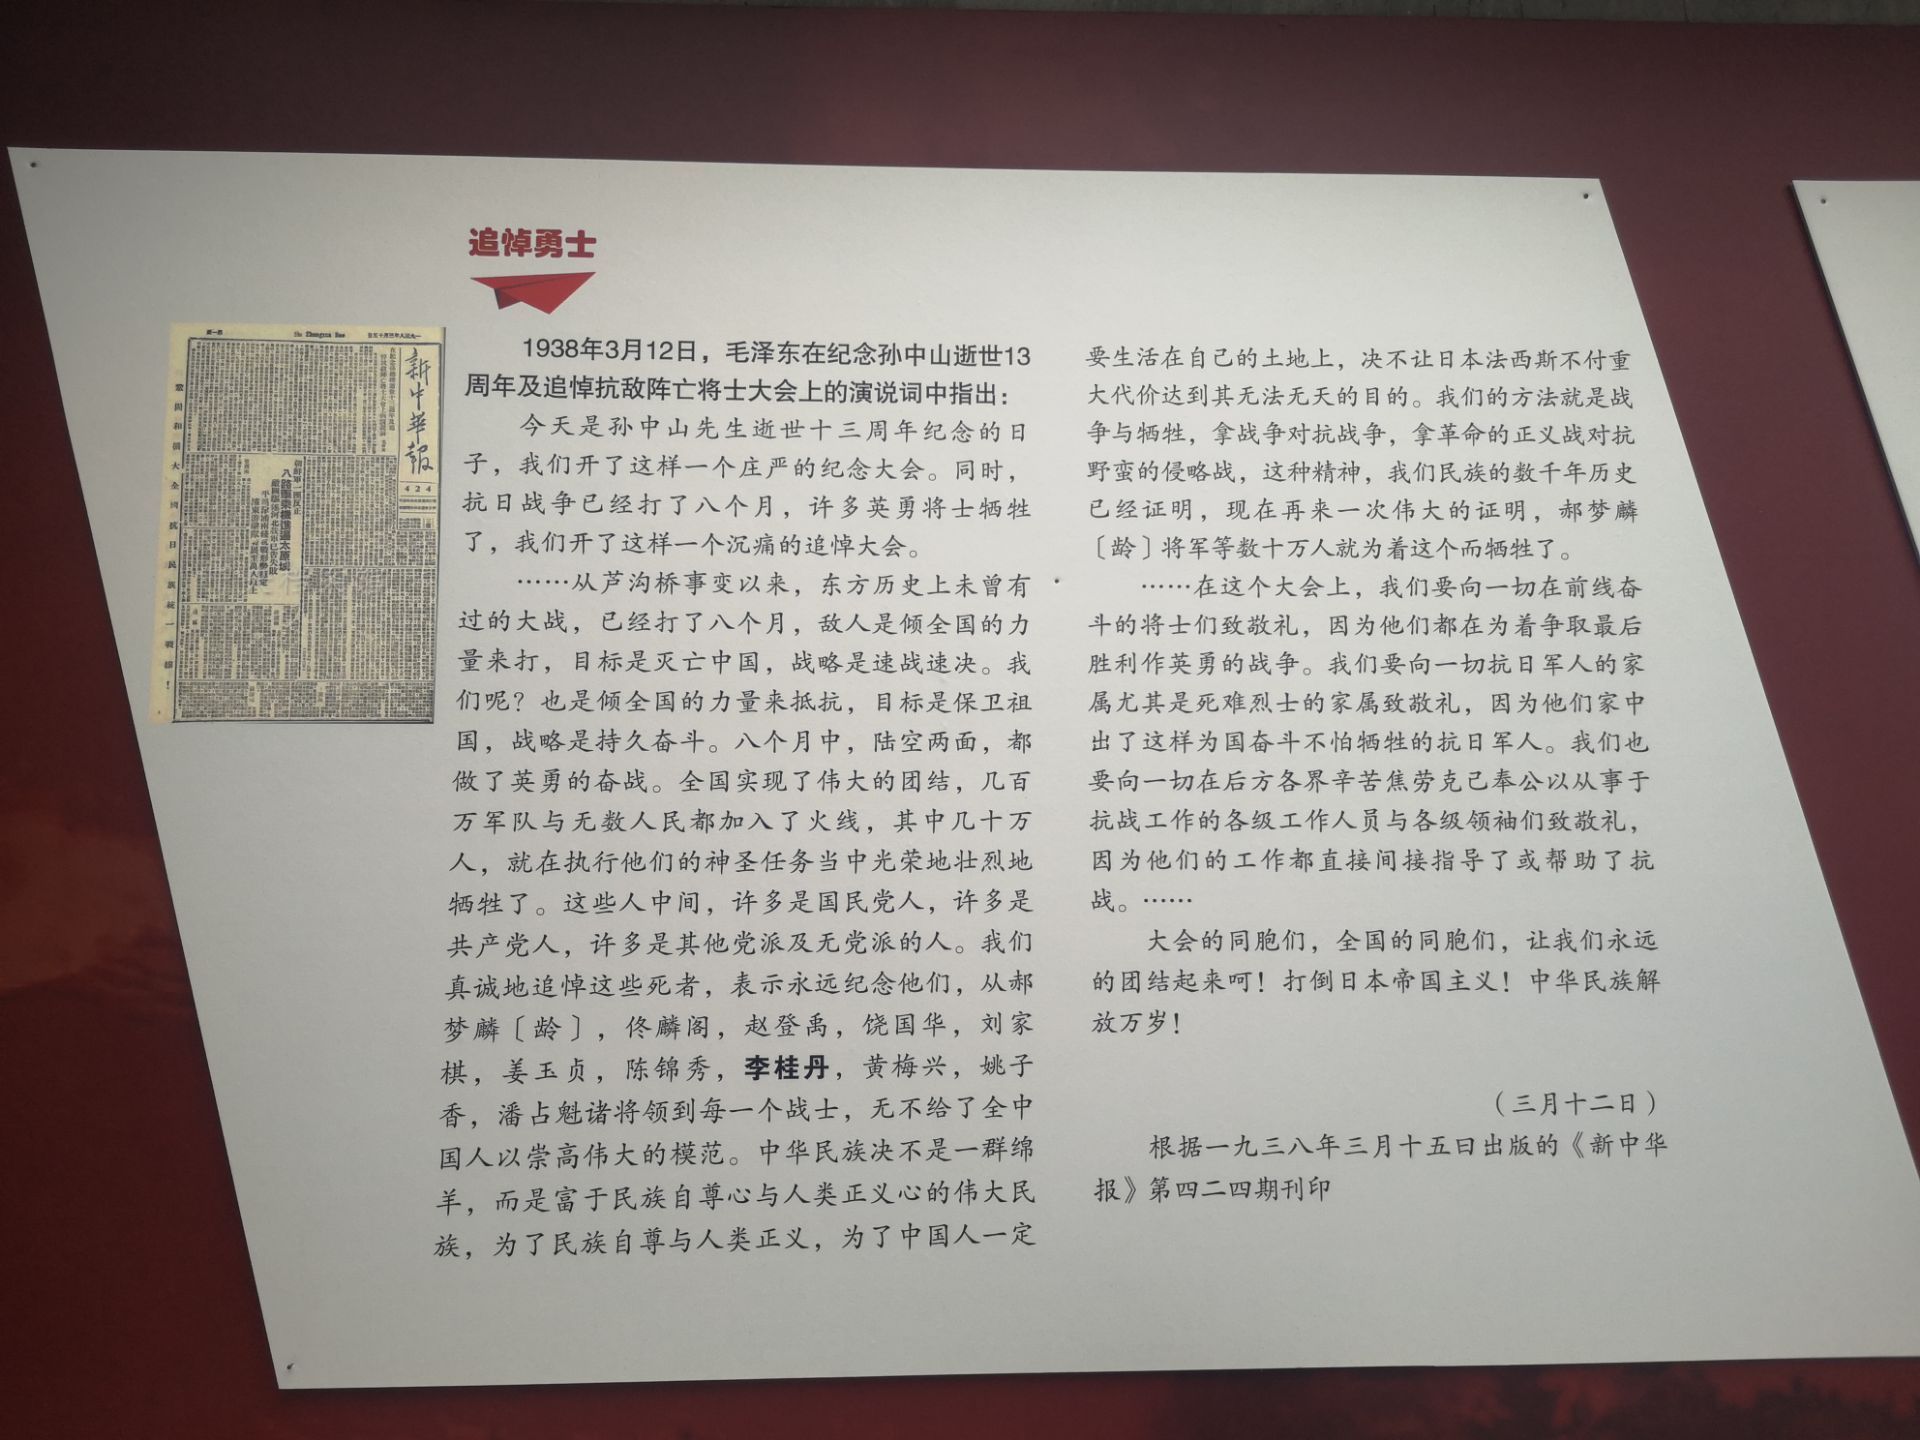 追悼勇士
1938年3月12日，毛泽东在纪念孙中山逝世13
周年及追悼抗敌阵亡将士大会上的演说词中指出：
今天是孙中山先生逝世十三周年纪念的日
子，我们开了这样一个庄严的纪念大会。同时，
抗日战争已经打了八个月，许多英勇将士牺牲
了，我们开了这样一个沉痛的追悼大会。
……从芦沟桥事变以来，东方历史上未曾有
过的大战，已经打了八个月，敌人是倾全国的力
量来打，目标是灭亡中国，战略是速战速决。我
们呢？也是倾全国的力量来抵抗，目标是保卫祖
国，战略是持久奋斗。八个月中，陆空两面，都
做了英勇的奋战。全国实现了伟大的团结，几百
万军队与无数人民都加入了火线，其中几十万
人，就在执行他们的神圣任务当中光荣地壮烈地
牺牲了。这些人中间，许多是国民党人，许多是
共产党人，许多是其他党派及无党派的人。我们
真诚地追悼这些死者，表示永远纪念他们，从郝
梦麟〔龄〕，佟麟阁，赵登禹，饶国华，刘家
棋，姜玉贞，陈锦秀，李桂丹，黄梅兴，姚子
香，潘占魁诸将领到每一个战士，无不给了全中
国人以崇高伟大的模范。中华民族决不是一群绵
羊，而是富于民族自尊心与人类正义心的伟大民
族，为了民族自尊与人类正义，为了中国人一定
要生活在自己的土地上，决不让日本法西斯不付重
大代价达到其无法无天的目的。我们的方法就是战
争与牺牲，拿战争对抗战争，拿革命的正义战对抗
野蛮的侵略战，这种精神，我们民族的数千年历史
已经证明，现在再来一次伟大的证明，郝梦麟
〔龄〕将军等数十万人就为着这个而牺牲了。
……在这个大会上，我们要向一切在前线奋
斗的将士们致敬礼，因为他们都在为着争取最后
胜利作英勇的战争。我们要向一切抗日军人的家
属尤其是死难烈士的家属致敬礼，因为他们家中
出了这样为国奋斗不怕牺牲的抗日军人。我们也
要向一切在后方各界辛苦焦劳克己奉公以从事于
抗战工作的各级工作人员与各级领袖们致敬礼，
因为他们的工作都直接间接指导了或帮助了抗
战。……
大会的同胞们，全国的同胞们，让我们永远
的团结起来呵！打倒日本帝国主义！中华民族解
放万岁！
（三月十二日）
根据一九三八年三月十五日出版的《新中华
报》第四二四期刊印
新中華報
424
鞏固和擴大全國抗日民族統一戰線！